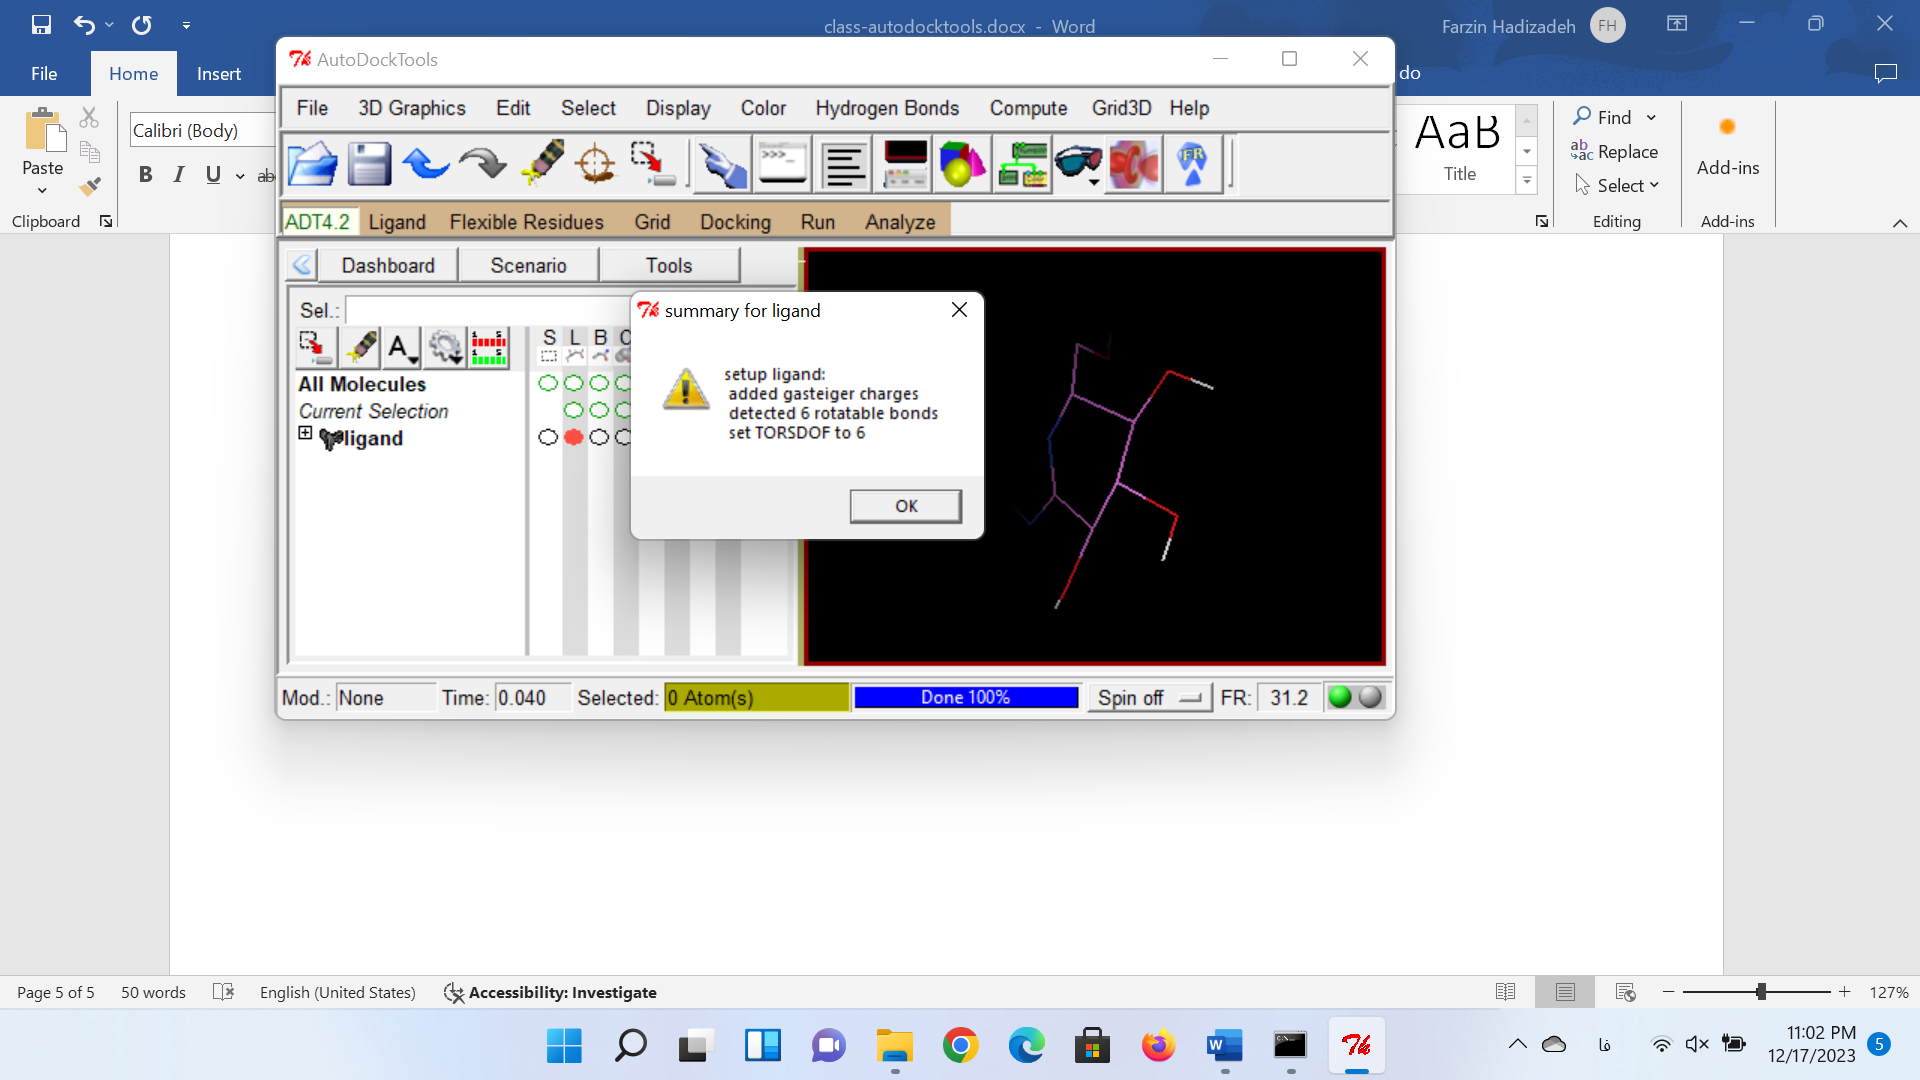 class-autodocktools.docx - Word
Farzin Hadizadeh
FH
File
Home
Insert
do
Paste
Clipboard
Calibri (Body)
B I U ab
AaB
Title
Find
Replace
Select
Editing
Add-ins
Add-ins
AutoDockTools
File 3D Graphics Edit Select Display Color Hydrogen Bonds Compute Grid3D Help
ADT4.2 Ligand Flexible Residues Grid Docking Run Analyze
Dashboard Scenario Tools
Sel.:
S L B C
All Molecules
Current Selection
ligand
summary for ligand
setup ligand:
added gasteiger charges
detected 6 rotatable bonds
set TORSDOF to 6
OK
Mod.: None Time: 0.040 Selected: 0 Atom(s) Done 100% Spin off FR: 31.2
Page 5 of 5 50 words English (United States) Accessibility: Investigate 127%
فا
11:02 PM
12/17/2023
5